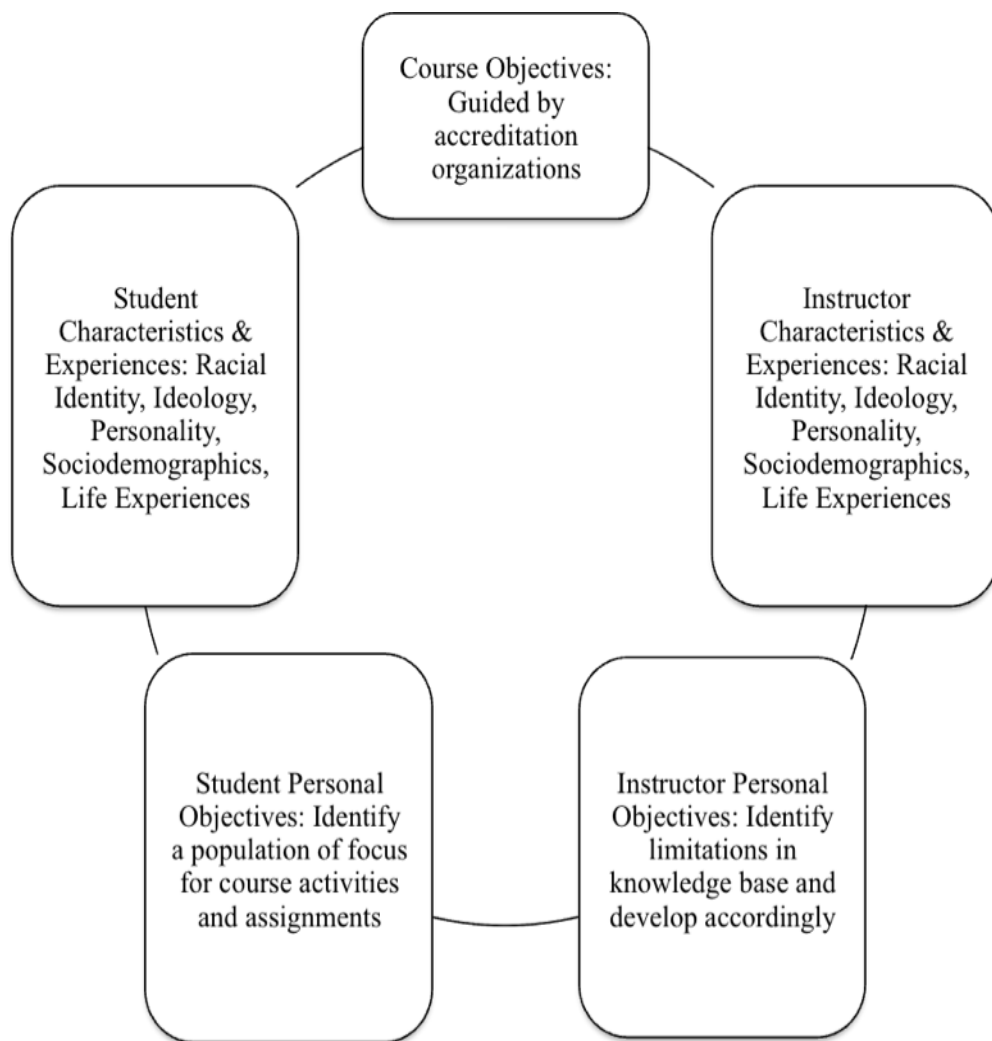 Course Objectives:
Guided by
accreditation
organizations
Student
Characteristics &
Experiences: Racial
Identity, Ideology,
Personality,
Sociodemographics,
Life Experiences
Instructor
Characteristics &
Experiences: Racial
Identity, Ideology,
Personality,
Sociodemographics,
Life Experiences
Student Personal
Objectives: Identify
a population of focus
for course activities
and assignments
Instructor Personal
Objectives: Identify
limitations in
knowledge base and
develop accordingly